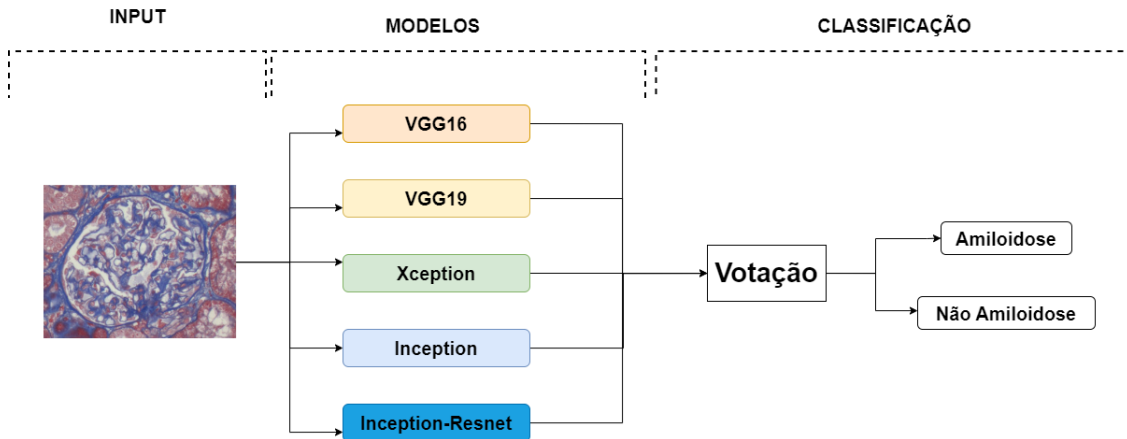 INPUT
MODELOS
CLASSIFICAÇÃO
VGG16
VGG19
Xception
Inception
Inception-Resnet
Votação
Amiloidose
Não Amiloidose